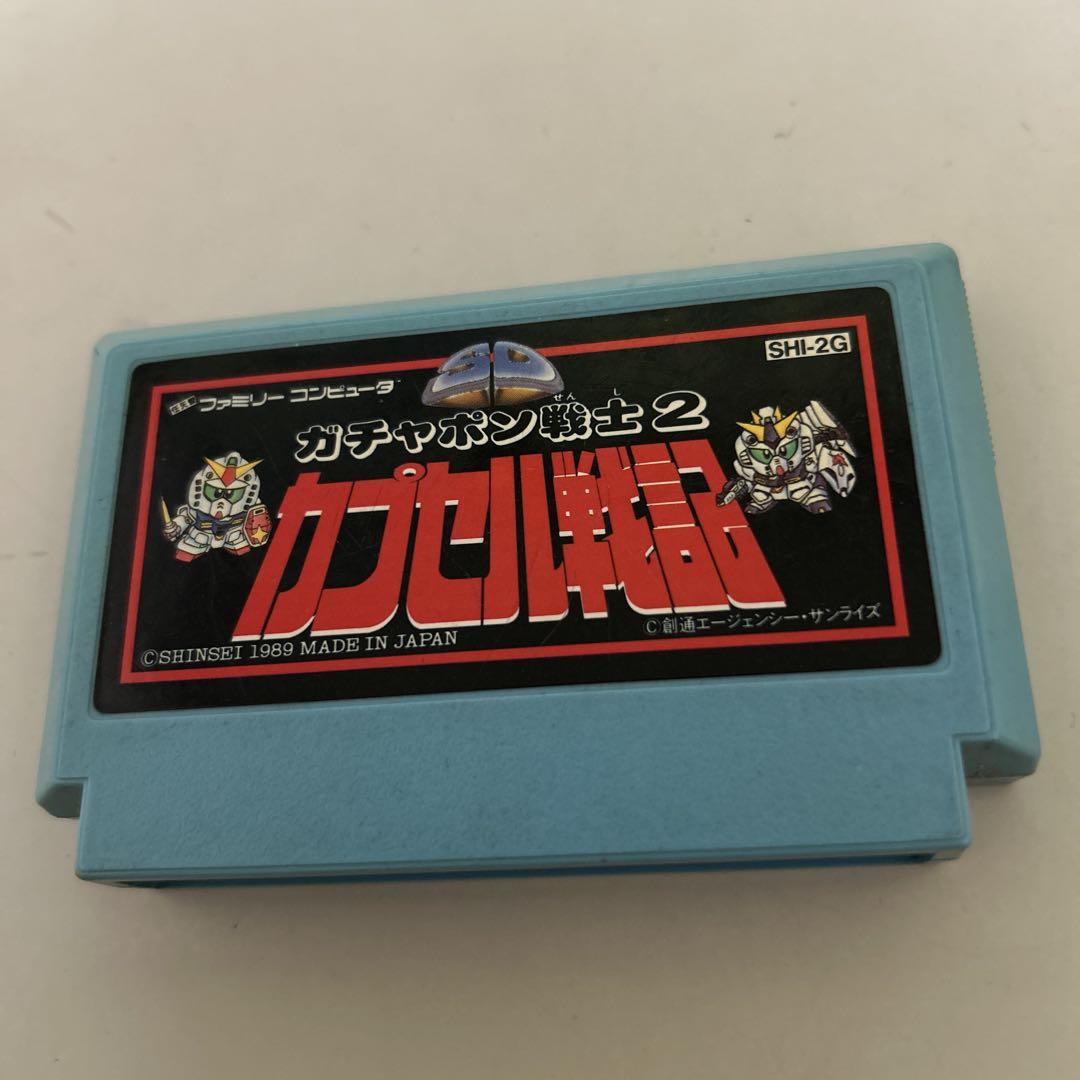 SHI-2G
ファミリー コンピュータ
SD
ガチャポン戦士2
せんし
カプセル戦記
©SHINSEI 1989 MADE IN JAPAN
©創通エージェンシー・サンライズ